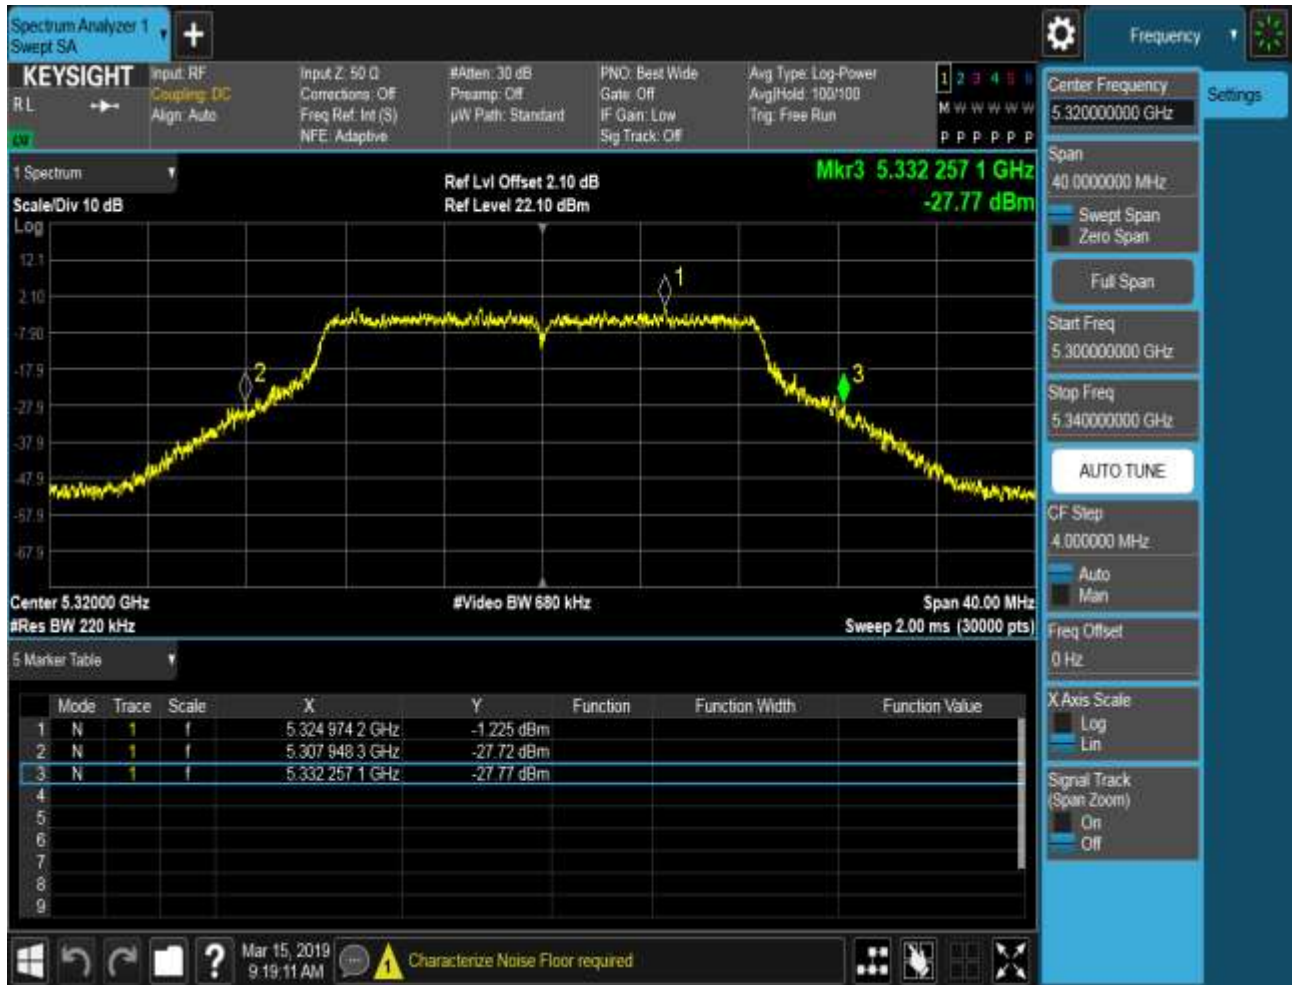 Spectrum Analyzer 1
Swept SA
Frequency
KEYSIGHT
R L
Input: RF
Coupling: DC
Align: Auto
Input Z: 50 Ω
Corrections: Off
Freq Ref: Int (S)
NFE: Adaptive
#Atten: 30 dB
Preamp: Off
µW Path: Standard
PNO: Best Wide
Gate: Off
IF Gain: Low
Sig Track: Off
Avg Type: Log-Power
Avg|Hold: 100/100
Trig: Free Run
1 2 3 4 5 6
M W W W W W
P P P P P P
1 Spectrum
Scale/Div 10 dB
Ref Lvl Offset 2.10 dB
Ref Level 22.10 dBm
Mkr3 5.332 257 1 GHz
-27.77 dBm
Log
12.1
2.10
-7.90
-17.9
-27.9
-37.9
-47.9
-57.9
-67.9
1
2
3
Center 5.32000 GHz
#Video BW 680 kHz
Span 40.00 MHz
#Res BW 220 kHz
Sweep 2.00 ms (30000 pts)
5 Marker Table
Mode Trace Scale X Y Function Function Width Function Value
1 N 1 f 5.324 974 2 GHz -1.225 dBm
2 N 1 f 5.307 948 3 GHz -27.72 dBm
3 N 1 f 5.332 257 1 GHz -27.77 dBm
4
5
6
7
8
9
Mar 15, 2019
9:19:11 AM
?
1
Characterize Noise Floor required
Center Frequency
5.320000000 GHz
Settings
Span
40.0000000 MHz
Swept Span
Zero Span
Full Span
Start Freq
5.300000000 GHz
Stop Freq
5.340000000 GHz
AUTO TUNE
CF Step
4.000000 MHz
Auto
Man
Freq Offset
0 Hz
X Axis Scale
Log
Lin
Signal Track
(Span Zoom)
On
Off